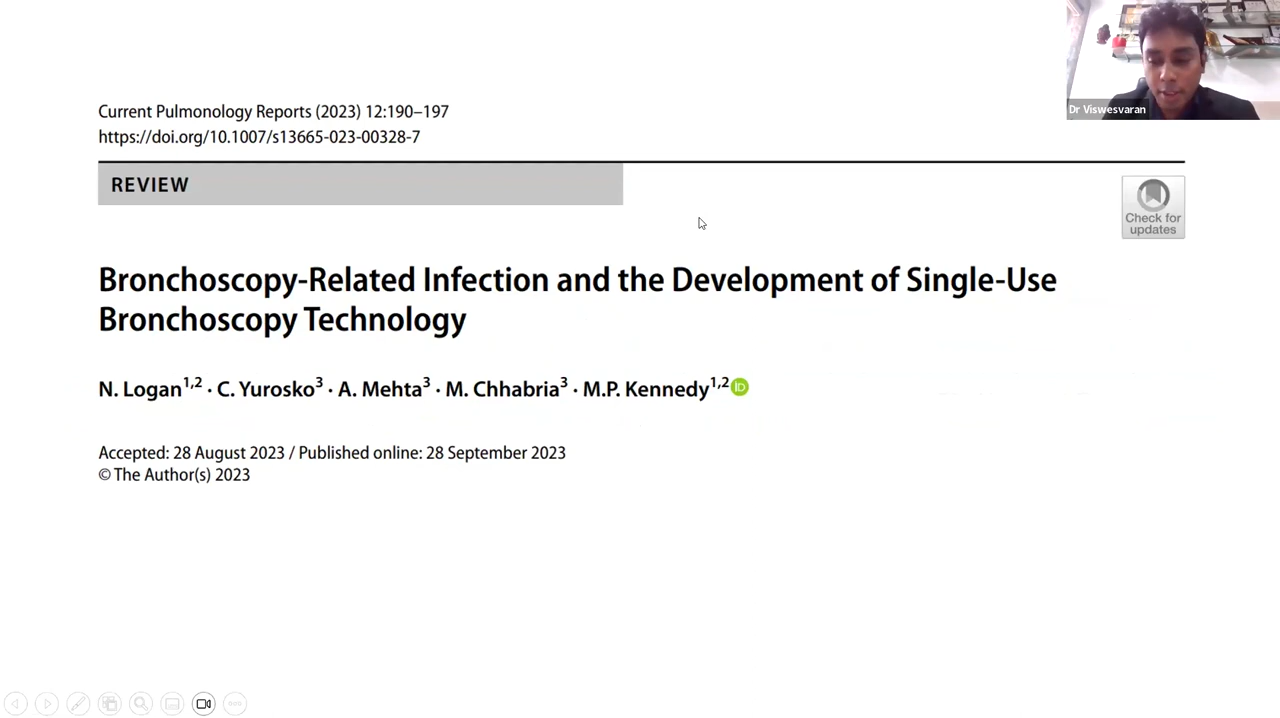 Current Pulmonology Reports (2023) 12:190–197
https://doi.org/10.1007/s13665-023-00328-7
REVIEW
Check for
updates
Bronchoscopy-Related Infection and the Development of Single-Use
Bronchoscopy Technology
N. Logan1,2 · C. Yurosko3 · A. Mehta3 · M. Chhabria3 · M.P. Kennedy1,2 iD
Accepted: 28 August 2023 / Published online: 28 September 2023
© The Author(s) 2023
Dr Viswesvaran